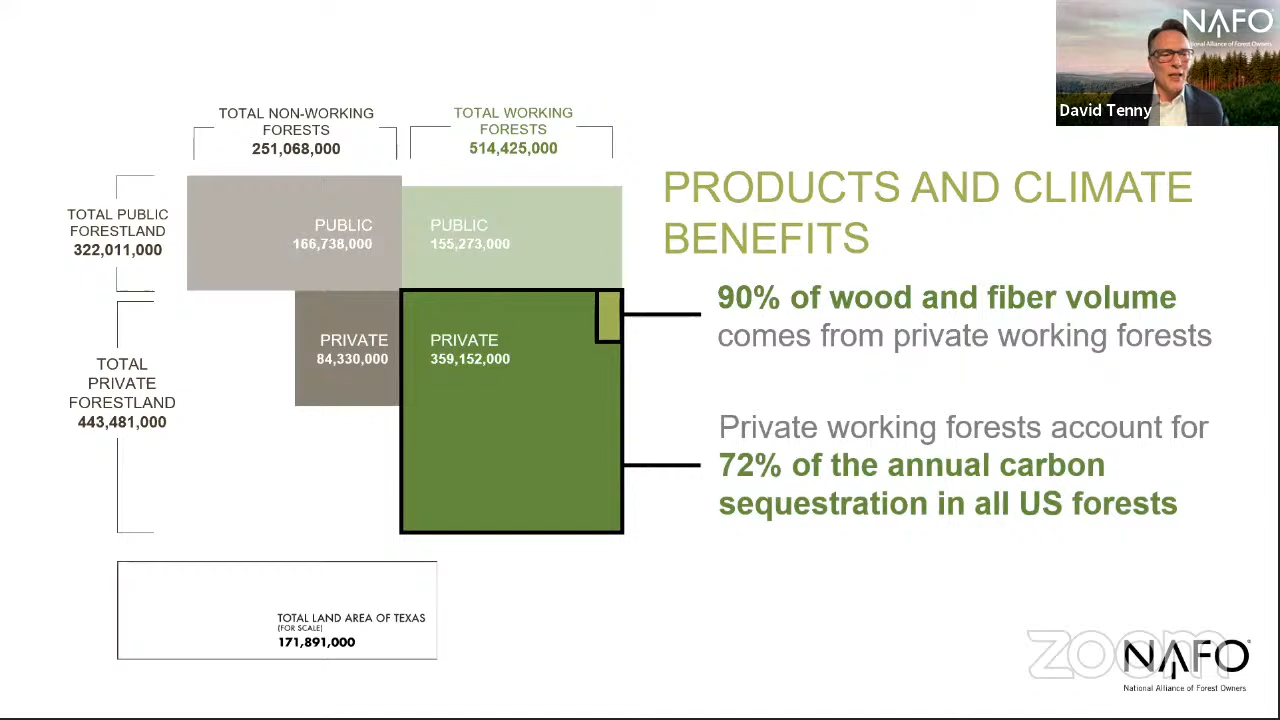 NAFO
National Alliance of Forest Owners
David Tenny
TOTAL NON-WORKING
FORESTS
251,068,000
TOTAL WORKING
FORESTS
514,425,000
TOTAL PUBLIC
FORESTLAND
322,011,000
PUBLIC
166,738,000
PUBLIC
155,273,000
PRIVATE
84,330,000
PRIVATE
359,152,000
TOTAL
PRIVATE
FORESTLAND
443,481,000
PRODUCTS AND CLIMATE
BENEFITS
90% of wood and fiber volume
comes from private working forests
Private working forests account for
72% of the annual carbon
sequestration in all US forests
TOTAL LAND AREA OF TEXAS
(FOR SCALE)
171,891,000
zoom
NAFO®
National Alliance of Forest Owners